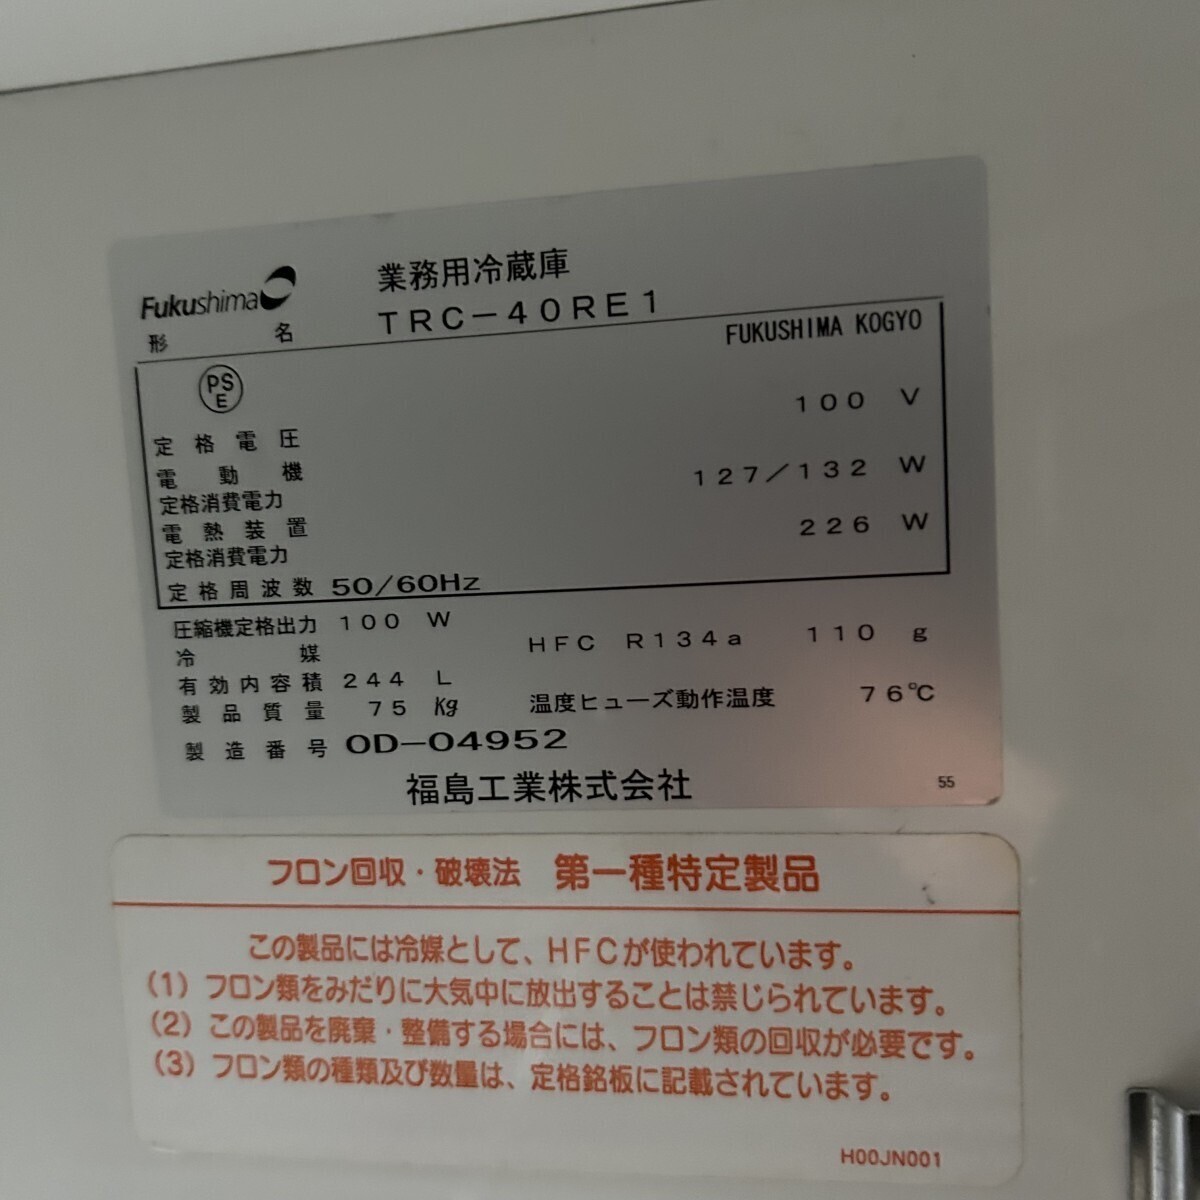 Fukushima 業務用冷蔵庫
形名 TRC-40RE1
FUKUSHIMA KOGYO
PS
E
定格電圧 100 V
電動機
定格消費電力 127/132 W
電熱装置
定格消費電力 226 W
定格周波数 50/60Hz
圧縮機定格出力 100 W
冷媒 HFC R134a 110 g
有効内容積 244 L
製品質量 75 Kg 温度ヒューズ動作温度 76℃
製造番号 OD-04952
福島工業株式会社 55
フロン回収・破壊法 第一種特定製品
この製品には冷媒として、HFCが使われています。
(1) フロン類をみだりに大気中に放出することは禁じられています。
(2) この製品を廃棄・整備する場合には、フロン類の回収が必要です。
(3) フロン類の種類及び数量は、定格銘板に記載されています。
H00JN001